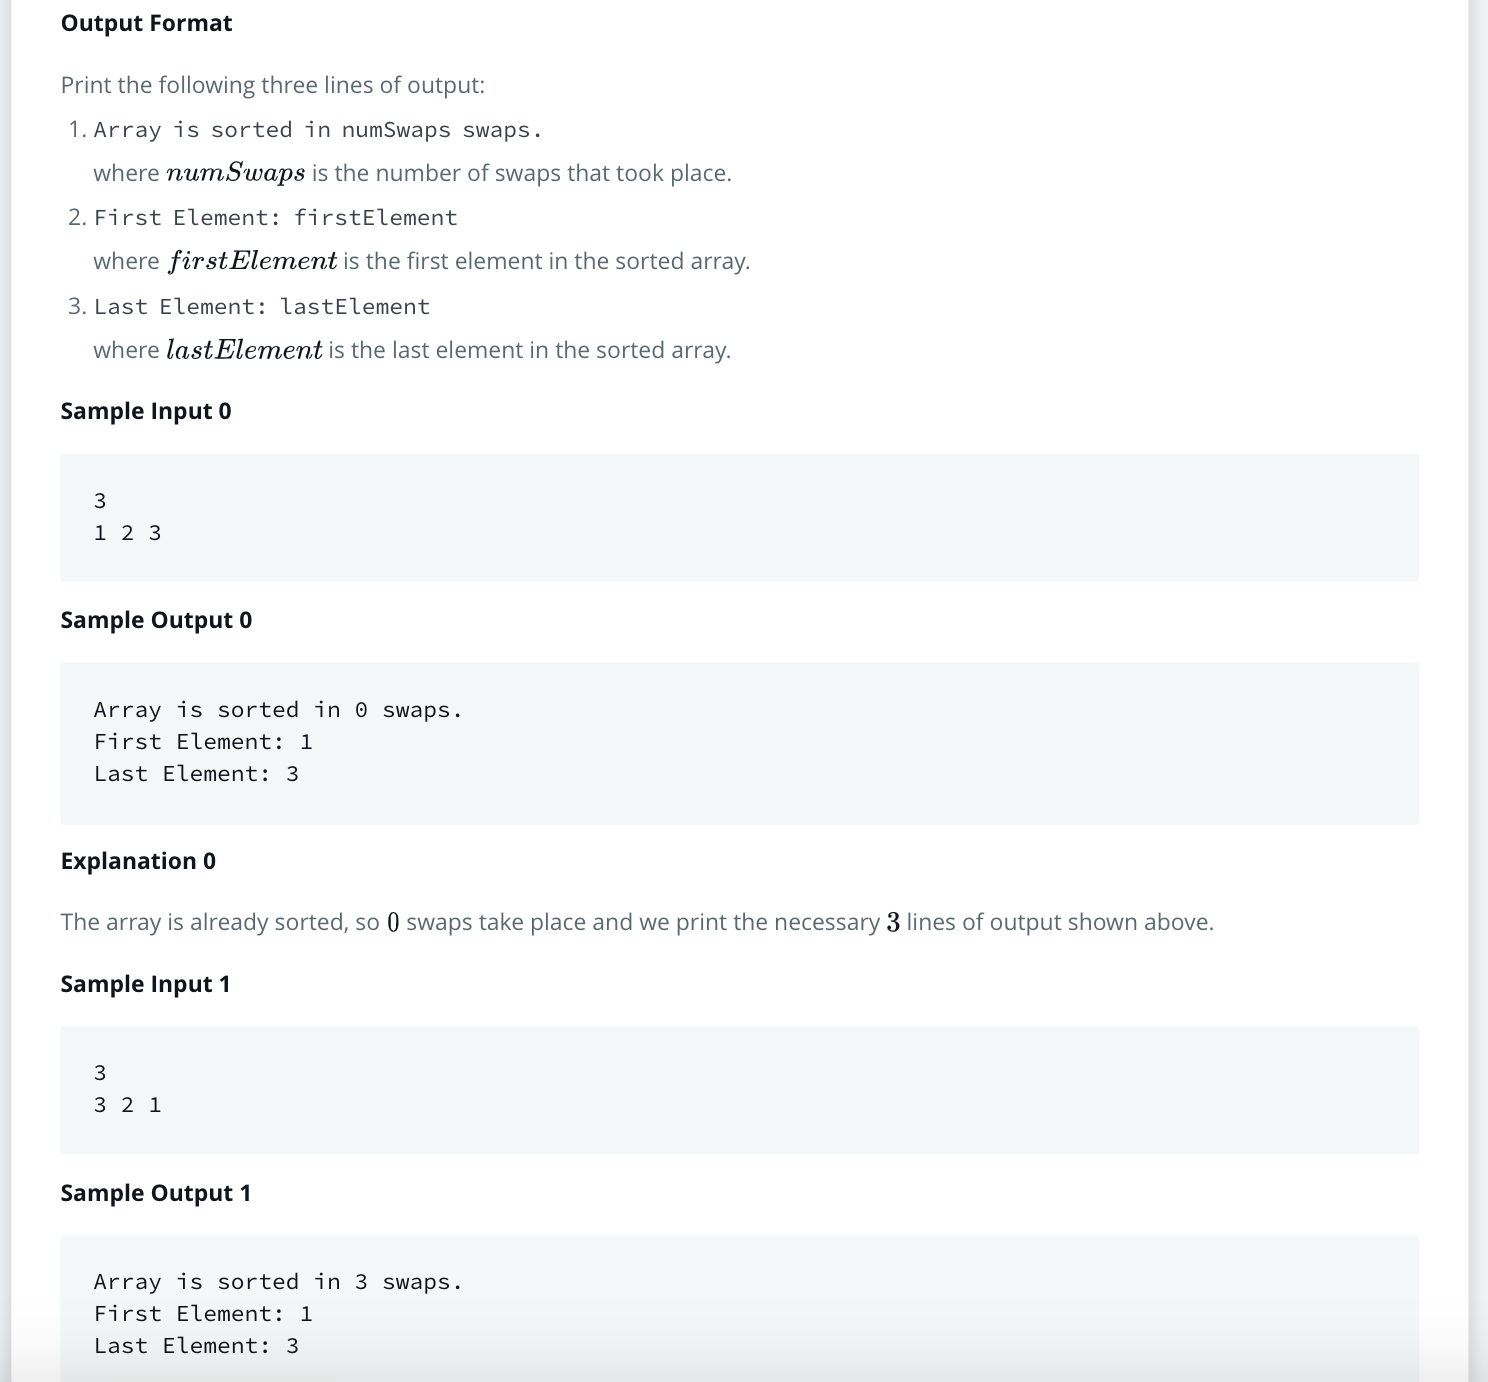 Output Format
Print the following three lines of output:
1. Array is sorted in numSwaps swaps.
where numSwaps is the number of swaps that took place.
2. First Element: firstElement
where firstElement is the first element in the sorted array.
3. Last Element: lastElement
where lastElement is the last element in the sorted array.
Sample Input 0
3
1 2 3
Sample Output 0
Array is sorted in 0 swaps.
First Element: 1
Last Element: 3
Explanation 0
The array is already sorted, so 0 swaps take place and we print the necessary 3 lines of output shown above.
Sample Input 1
3
3 2 1
Sample Output 1
Array is sorted in 3 swaps.
First Element: 1
Last Element: 3